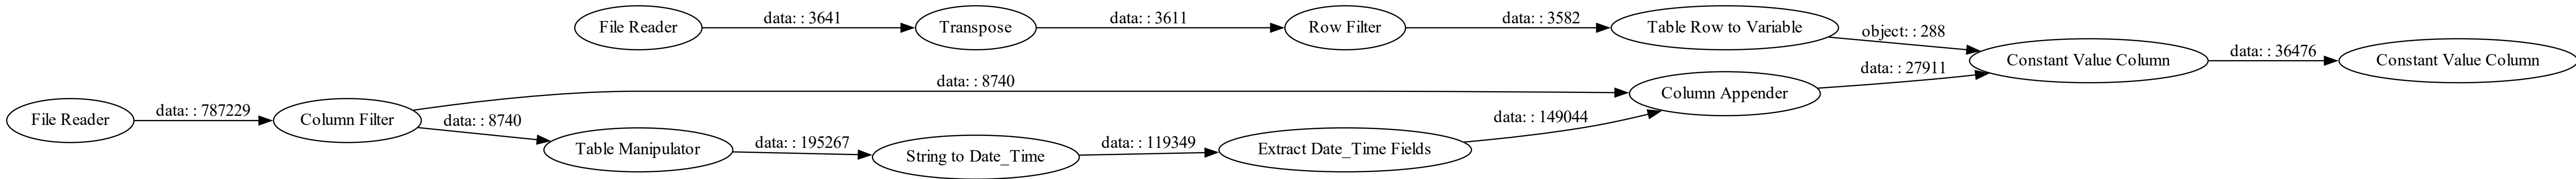 File Reader
data: : 3641
Transpose
data: : 3611
Row Filter
data: : 3582
Table Row to Variable
object: : 288
Constant Value Column
data: : 36476
Constant Value Column
data: : 8740
Column Appender
data: : 27911
File Reader
data: : 787229
Column Filter
data: : 8740
Table Manipulator
data: : 195267
String to Date_Time
data: : 119349
Extract Date_Time Fields
data: : 149044